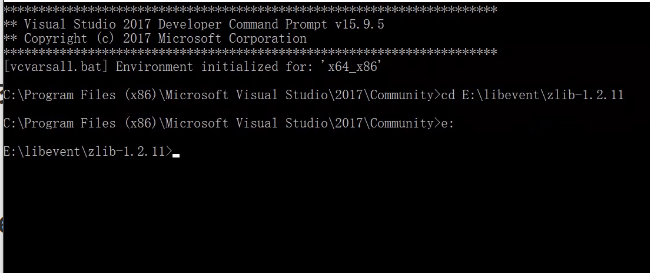 **********************************************************************
** Visual Studio 2017 Developer Command Prompt v15.9.5
** Copyright (c) 2017 Microsoft Corporation
**********************************************************************
[vcvarsall.bat] Environment initialized for: 'x64_x86'
C:\Program Files (x86)\Microsoft Visual Studio\2017\Community>cd E:\libevent\zlib-1.2.11
C:\Program Files (x86)\Microsoft Visual Studio\2017\Community>e:
E:\libevent\zlib-1.2.11>